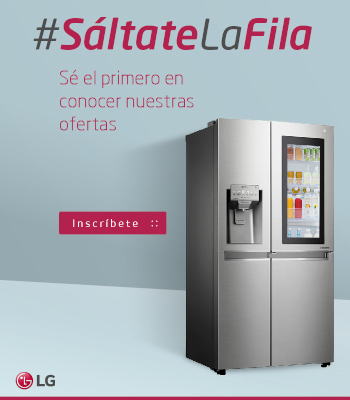 #SáltateLaFila
Sé el primero en
conocer nuestras
ofertas
Inscríbete
LG